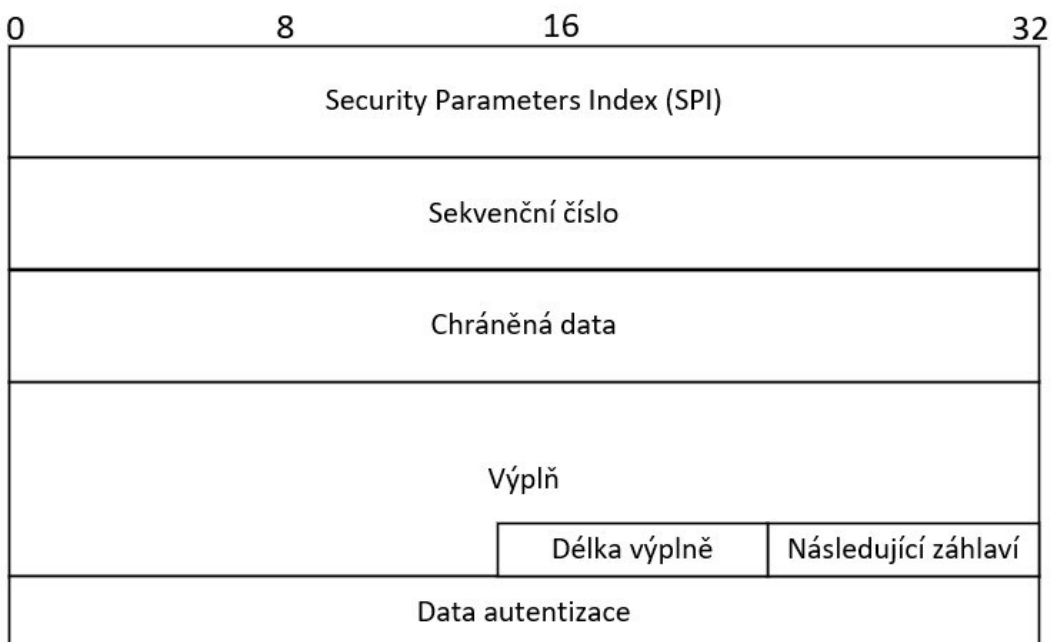 0 8 16 32
Security Parameters Index (SPI)
Sekvenční číslo
Chráněná data
Výplň
Délka výplně Následující záhlaví
Data autentizace